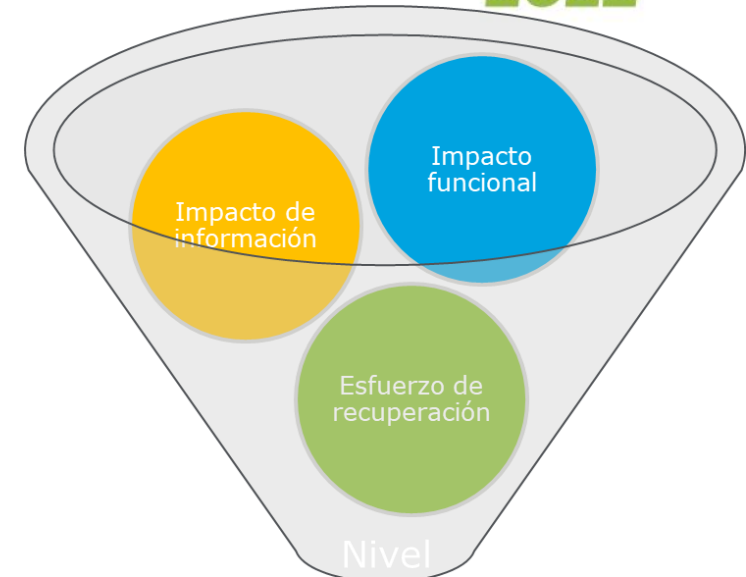 Impacto
funcional
Impacto de
información
Esfuerzo de
recuperación
Nivel